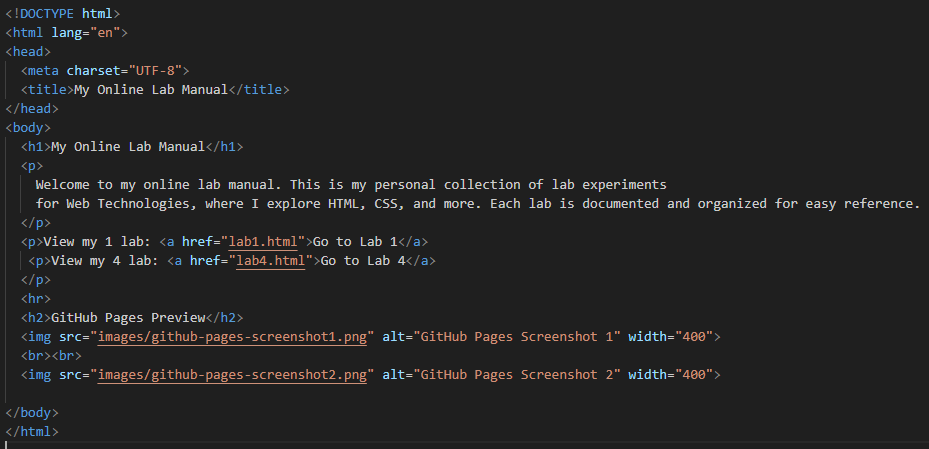 <!DOCTYPE html>
<html lang="en">
<head>
  <meta charset="UTF-8">
  <title>My Online Lab Manual</title>
</head>
<body>
  <h1>My Online Lab Manual</h1>
  <p>
    Welcome to my online lab manual. This is my personal collection of lab experiments
    for Web Technologies, where I explore HTML, CSS, and more. Each lab is documented and organized for easy reference.
  </p>
  <p>View my 1 lab: <a href="lab1.html">Go to Lab 1</a>
   <p>View my 4 lab: <a href="lab4.html">Go to Lab 4</a>
  </p>
  <hr>
  <h2>GitHub Pages Preview</h2>
  <img src="images/github-pages-screenshot1.png" alt="GitHub Pages Screenshot 1" width="400">
  <br><br>
  <img src="images/github-pages-screenshot2.png" alt="GitHub Pages Screenshot 2" width="400">

</body>
</html>